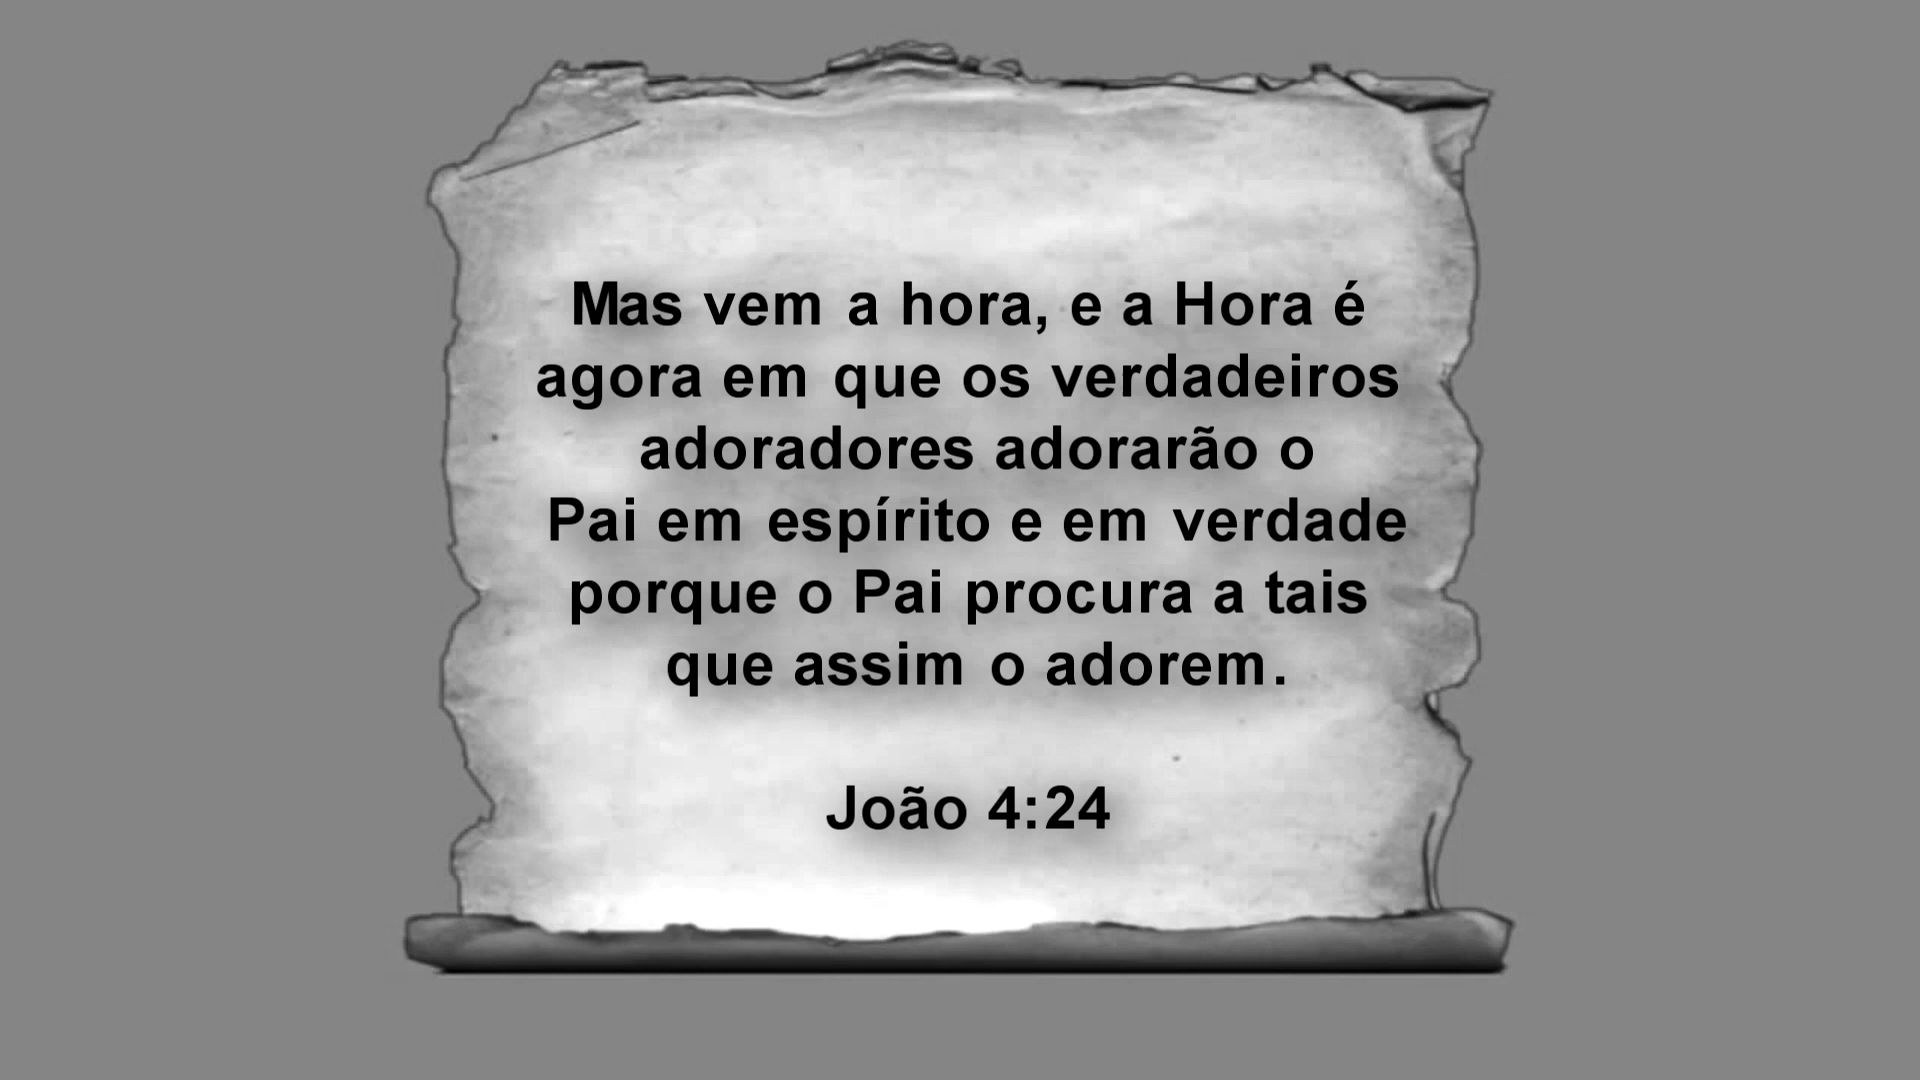 Mas vem a hora, e a Hora é
agora em que os verdadeiros
adoradores adorarão o
Pai em espírito e em verdade
porque o Pai procura a tais
que assim o adorem.
João 4:24